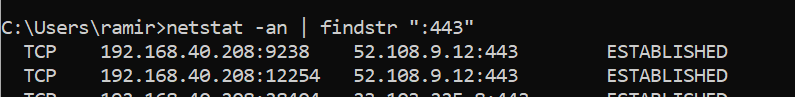 C:\Users\ramir>netstat -an | findstr ":443"
TCP 192.168.40.208:9238 52.108.9.12:443 ESTABLISHED
TCP 192.168.40.208:12254 52.108.9.12:443 ESTABLISHED